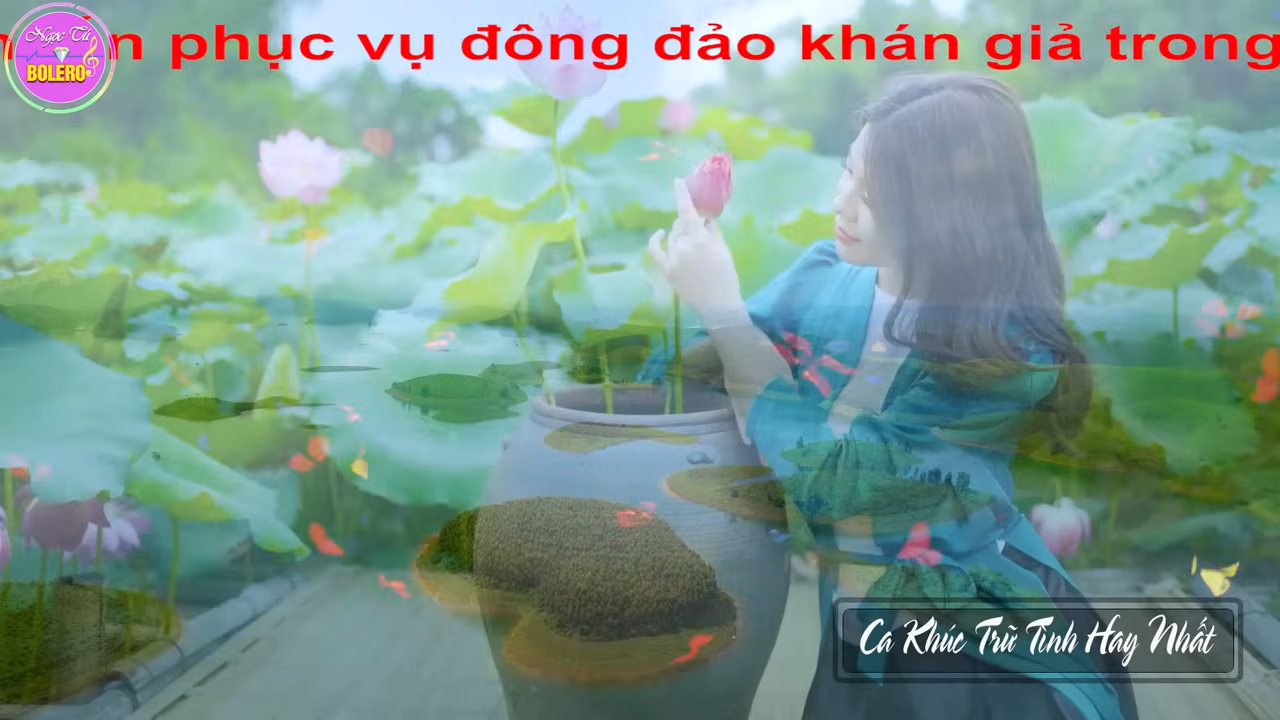 Ngọc Tú
BOLERO
n phục vụ đông đảo khán giả trong
Ca Khúc Trữ Tình Hay Nhất